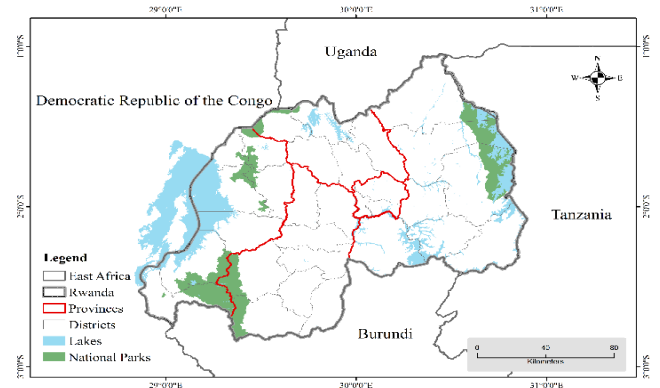 29°0'0"E 30°0'0"E 31°0'0"E
1°0'0"S
Uganda
N
W E
S
Democratic Republic of the Congo
2°0'0"S
2°0'0"S
Tanzania
Legend
East Africa
Rwanda
Provinces
Districts
Lakes
National Parks
Burundi
0 40 80
Kilometers
3°0'0"S
3°0'0"S
29°0'0"E 30°0'0"E 31°0'0"E
1°0'0"S